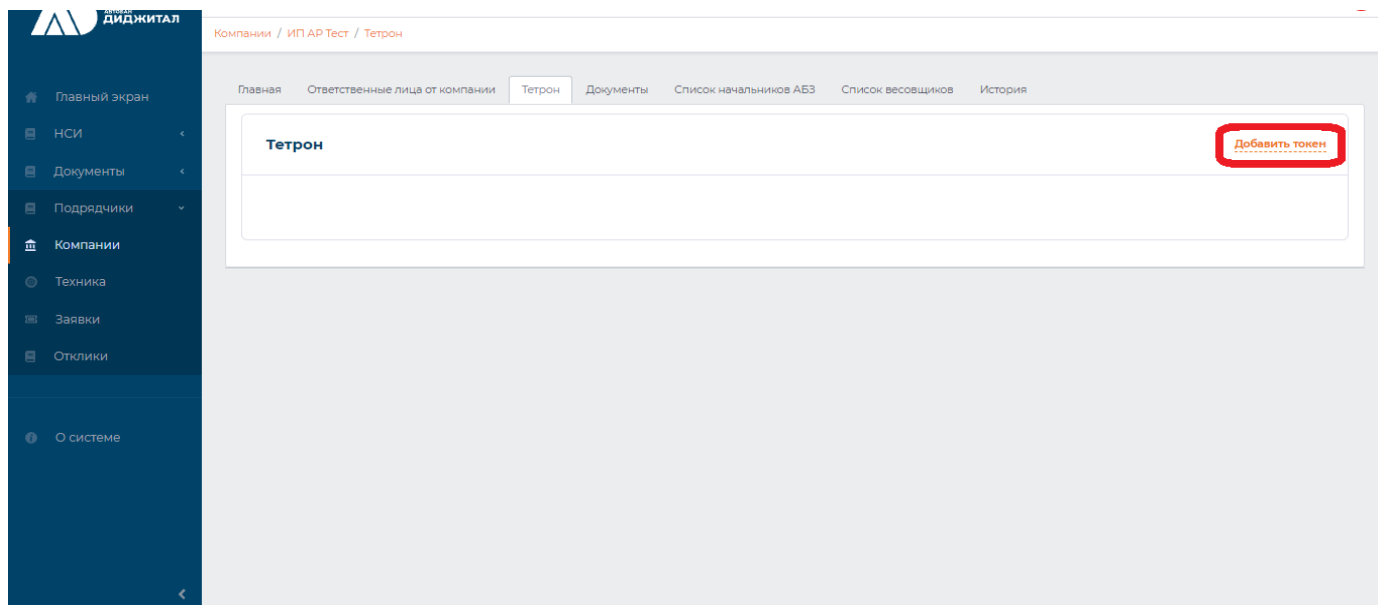 АВТОБАН
ДИДЖИТАЛ
Компании / ИП АР Тест / Тетрон
Главный экран
НСИ
Документы
Подрядчики
Компании
Техника
Заявки
Отклики
О системе
Главная Ответственные лица от компании Тетрон Документы Список начальников АБЗ Список весовщиков История
Тетрон
Добавить токен